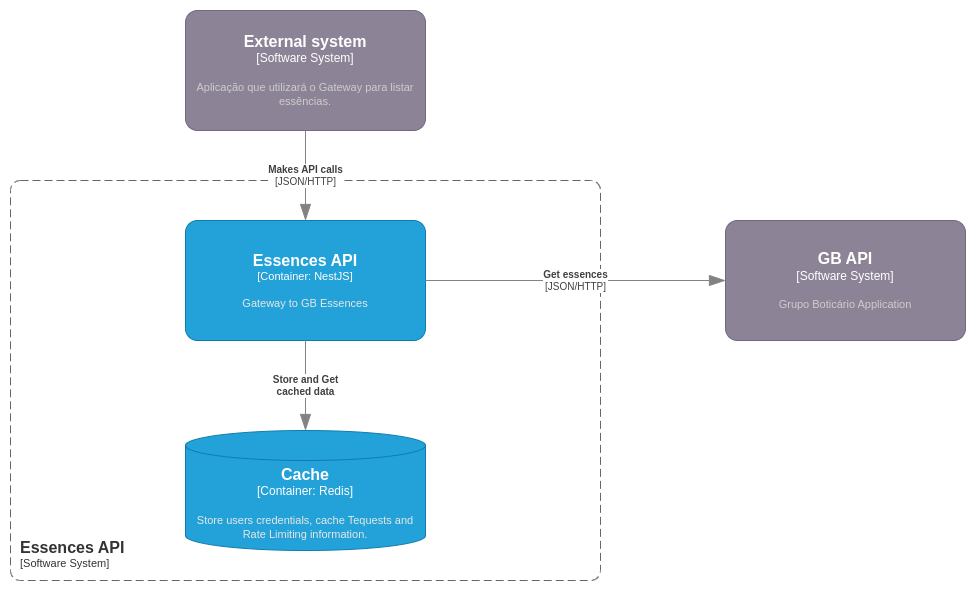 External system
[Software System]
Aplicação que utilizará o Gateway para listar
essências.
Makes API calls
[JSON/HTTP]
Essences API
[Container: NestJS]
Gateway to GB Essences
Get essences
[JSON/HTTP]
GB API
[Software System]
Grupo Boticário Application
Store and Get
cached data
Cache
[Container: Redis]
Store users credentials, cache Tequests and
Rate Limiting information.
Essences API
[Software System]